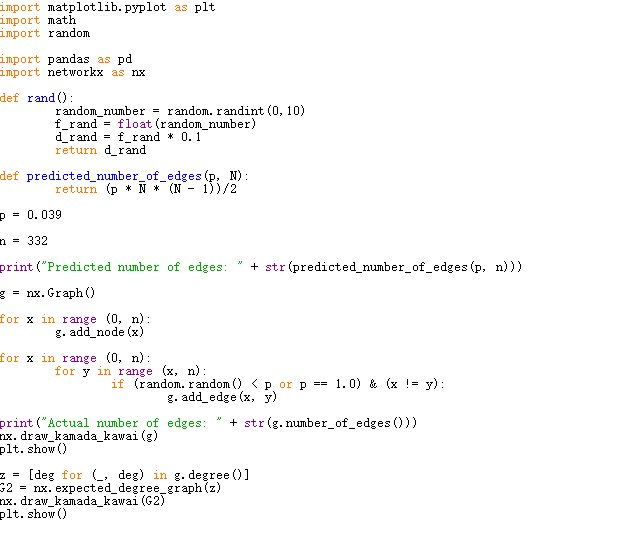 import matplotlib.pyplot as plt
import math
import random
import pandas as pd
import networkx as nx
def rand():
random_number = random.randint(0,10)
f_rand = float(random_number)
d_rand = f_rand * 0.1
return d_rand
def predicted_number_of_edges(p, N):
return (p * N * (N - 1))/2
p = 0.039
n = 332
print("Predicted number of edges: " + str(predicted_number_of_edges(p, n)))
g = nx.Graph()
for x in range (0, n):
g.add_node(x)
for x in range (0, n):
for y in range (x, n):
if (random.random() < p or p == 1.0) & (x != y):
g.add_edge(x, y)
print("Actual number of edges: " + str(g.number_of_edges()))
nx.draw_kamada_kawai(g)
plt.show()
z = [deg for (_, deg) in g.degree()]
G2 = nx.expected_degree_graph(z)
nx.draw_kamada_kawai(G2)
plt.show()